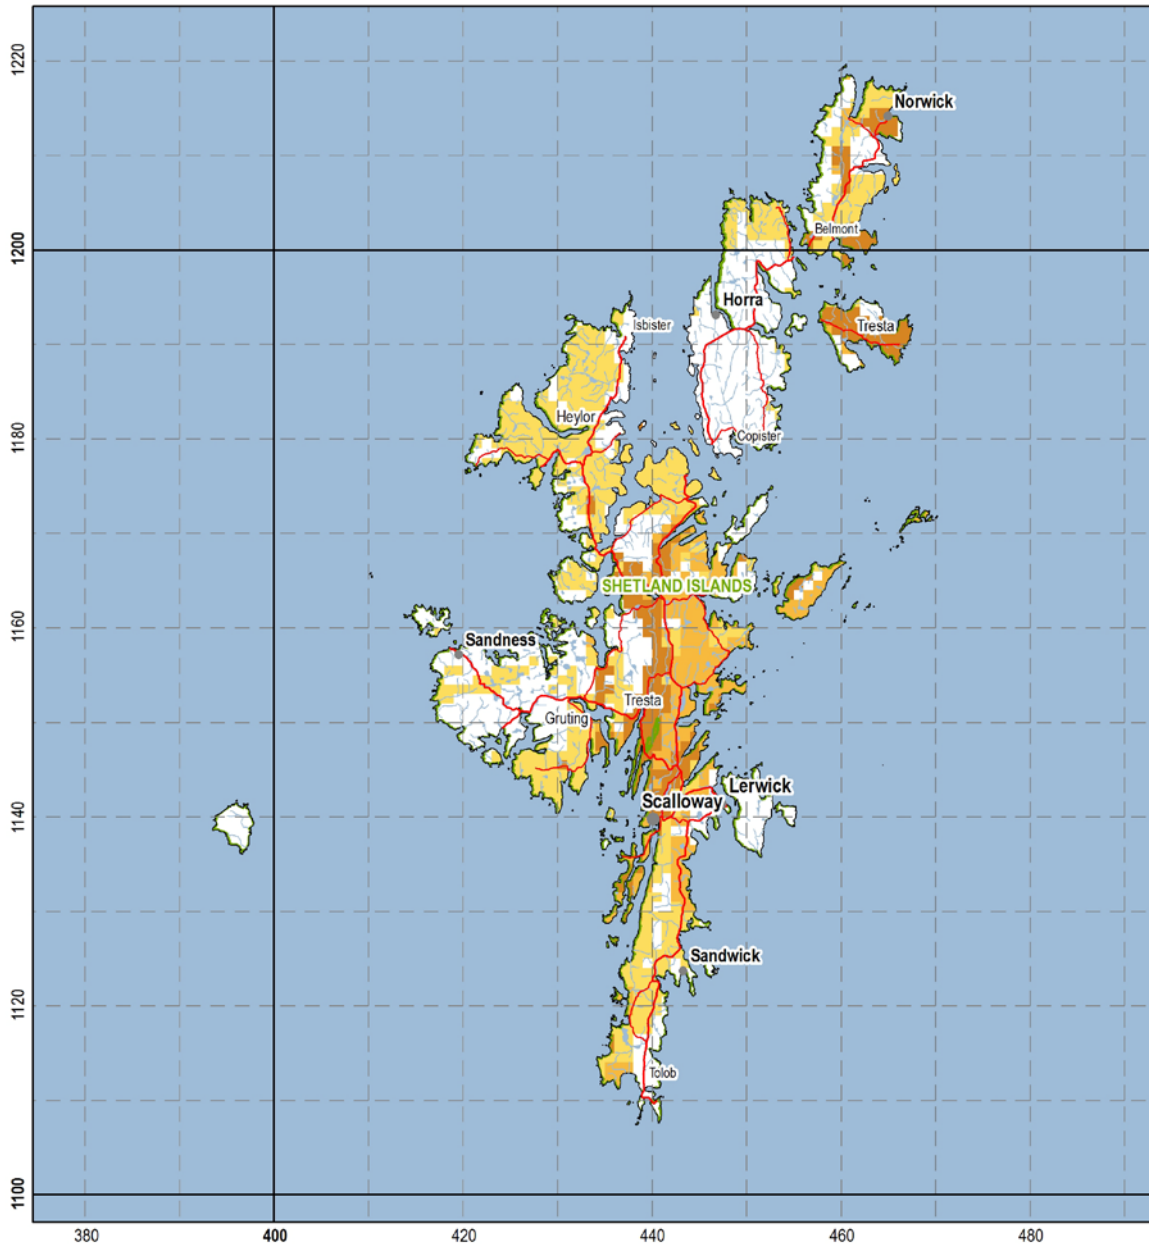 1220
Norwick
Belmont
1200
Horra
Isbister
Tresta
Heylor
1180
Copister
SHETLAND ISLANDS
1160
Sandness
Tresta
Gruting
Lerwick
Scalloway
1140
Sandwick
1120
Tolob
1100
380
400
420
440
460
480